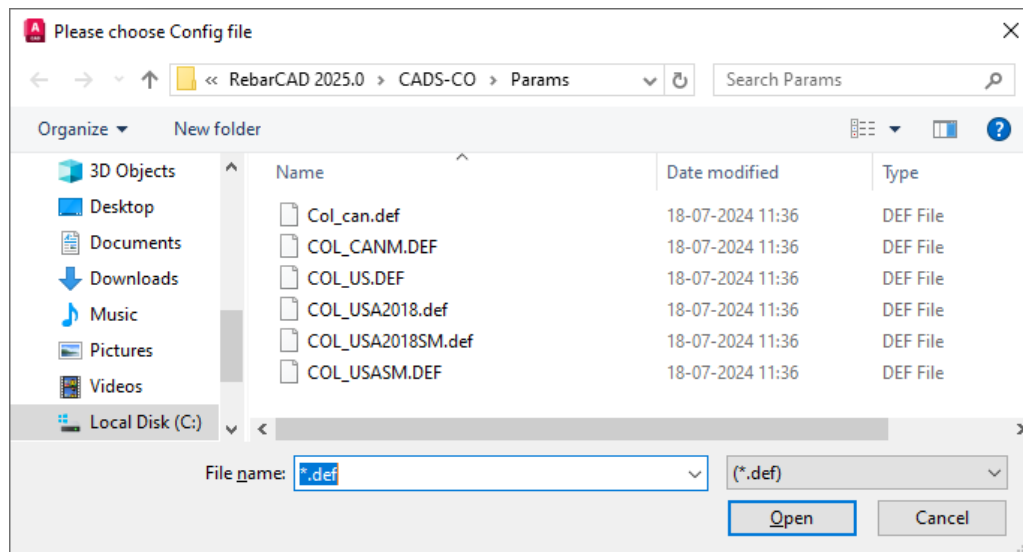 A
CAD
Please choose Config file
« RebarCAD 2025.0 › CADS-CO › Params
Search Params
Organize
New folder
?
3D Objects
Desktop
Documents
Downloads
Music
Pictures
Videos
Local Disk (C:)
Name Date modified Type
Col_can.def 18-07-2024 11:36 DEF File
COL_CANM.DEF 18-07-2024 11:36 DEF File
COL_US.DEF 18-07-2024 11:36 DEF File
COL_USA2018.def 18-07-2024 11:36 DEF File
COL_USA2018SM.def 18-07-2024 11:36 DEF File
COL_USASM.DEF 18-07-2024 11:36 DEF File
File name: *.def (*.def)
Open Cancel